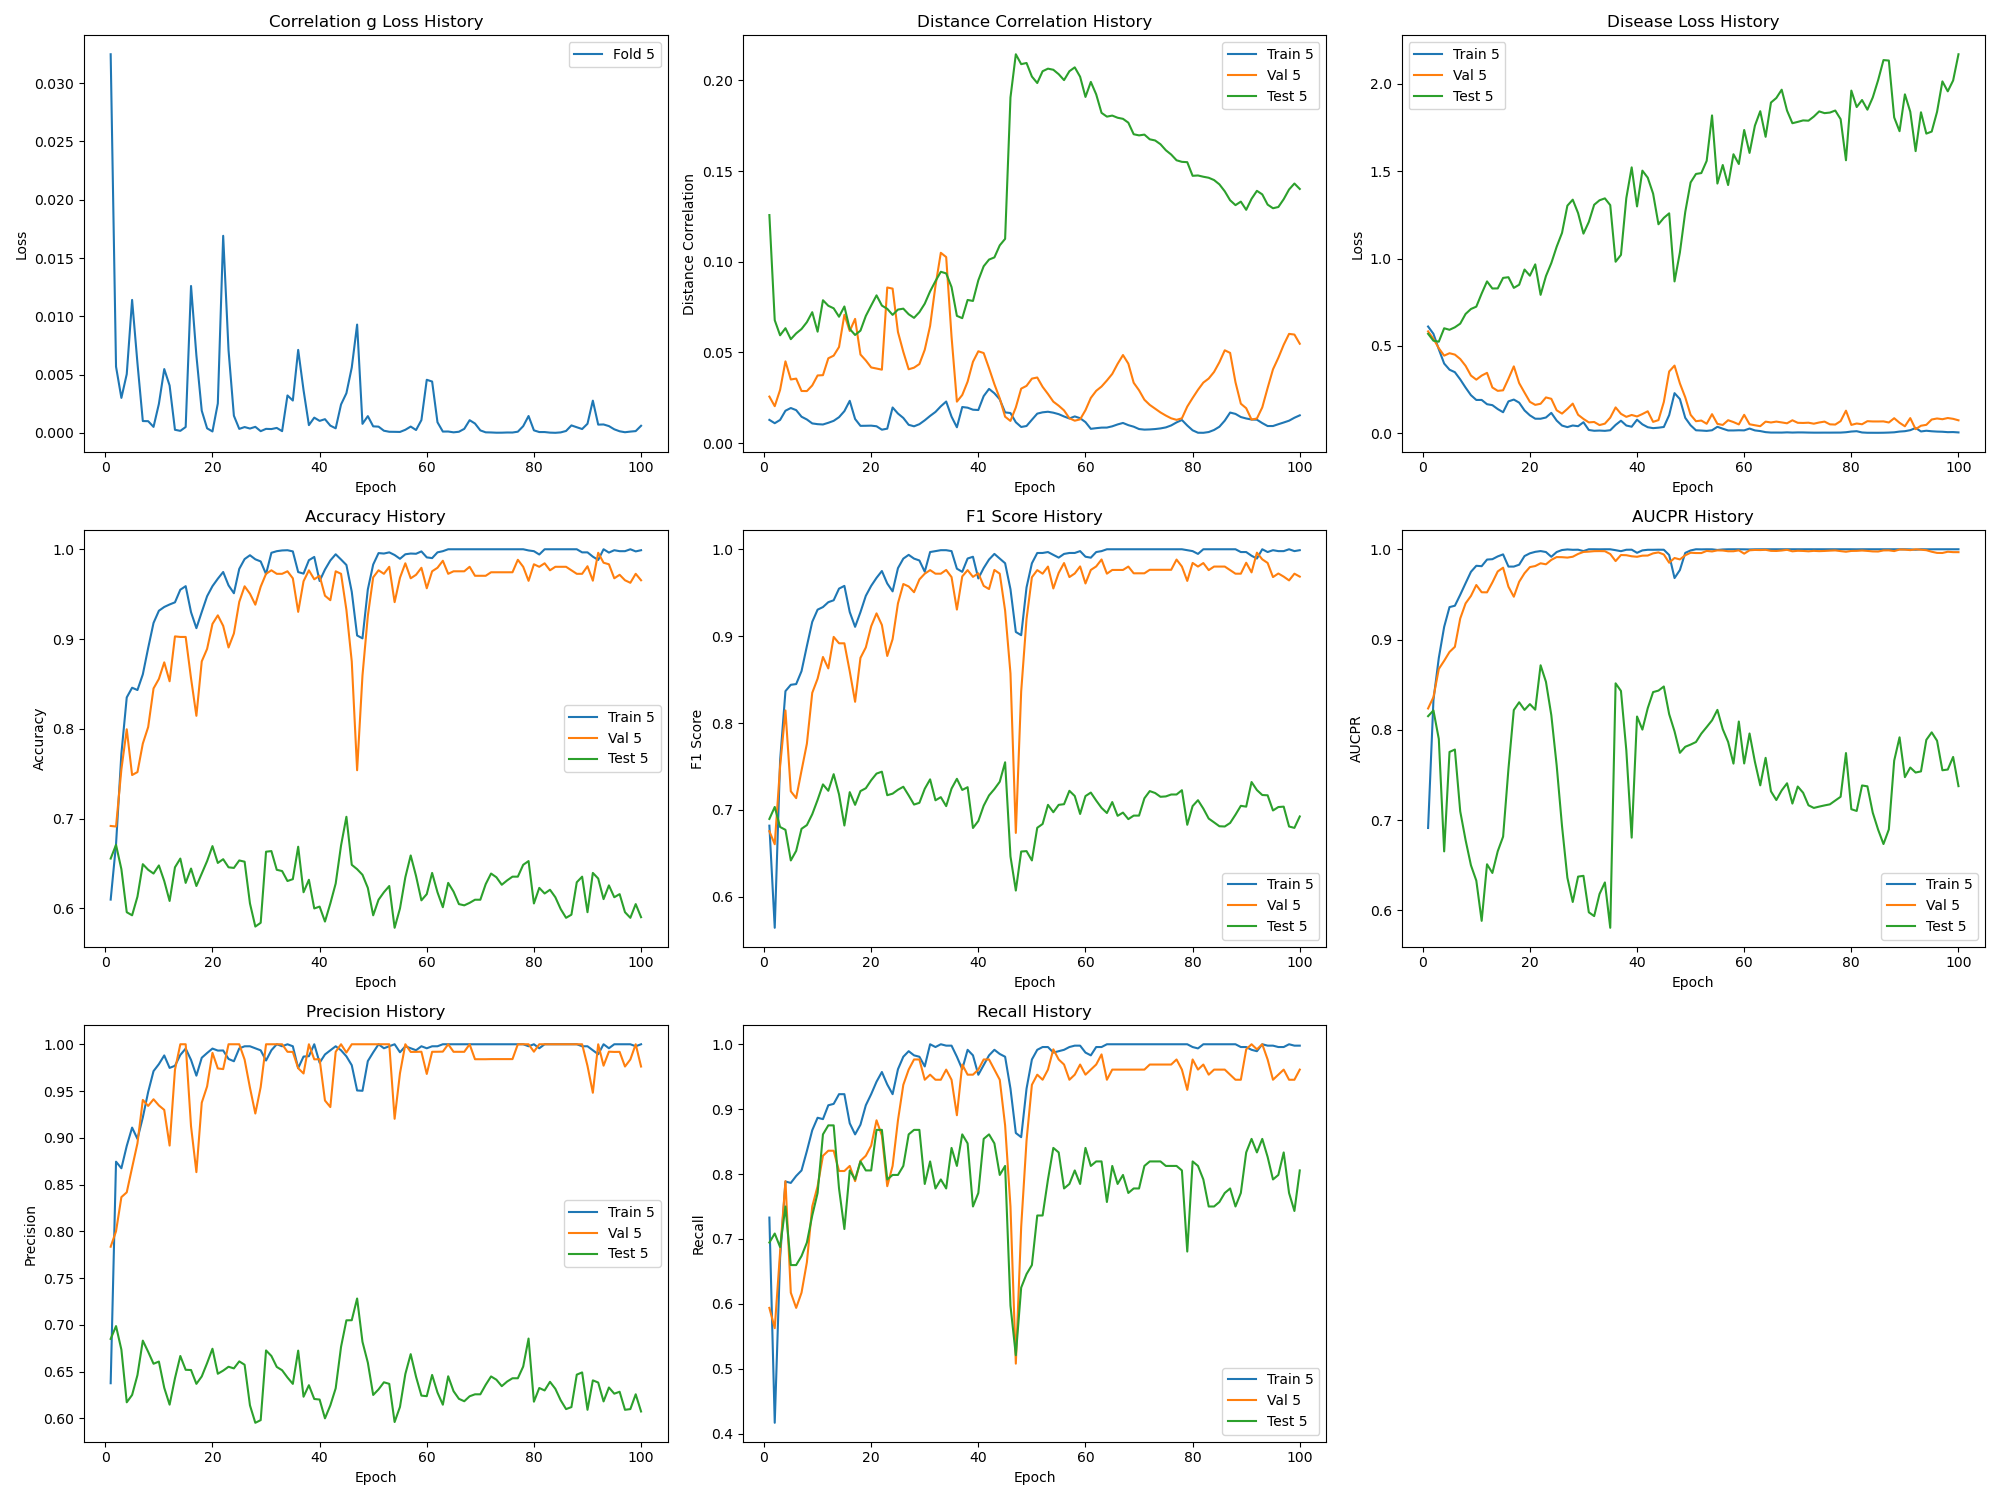 Correlation g Loss History
Fold 5
0.030
0.025
0.020
0.015
0.010
0.005
0.000
Loss
0 20 40 60 80 100
Epoch
Distance Correlation History
Train 5
Val 5
Test 5
0.20
0.15
0.10
0.05
0.00
Distance Correlation
0 20 40 60 80 100
Epoch
Disease Loss History
Train 5
Val 5
Test 5
2.0
1.5
1.0
0.5
0.0
Loss
0 20 40 60 80 100
Epoch
Accuracy History
1.0
0.9
0.8
0.7
0.6
Accuracy
Train 5
Val 5
Test 5
0 20 40 60 80 100
Epoch
F1 Score History
1.0
0.9
0.8
0.7
0.6
F1 Score
Train 5
Val 5
Test 5
0 20 40 60 80 100
Epoch
AUCPR History
1.0
0.9
0.8
0.7
0.6
AUCPR
Train 5
Val 5
Test 5
0 20 40 60 80 100
Epoch
Precision History
1.00
0.95
0.90
0.85
0.80
0.75
0.70
0.65
0.60
Precision
Train 5
Val 5
Test 5
0 20 40 60 80 100
Epoch
Recall History
1.0
0.9
0.8
0.7
0.6
0.5
0.4
Recall
Train 5
Val 5
Test 5
0 20 40 60 80 100
Epoch